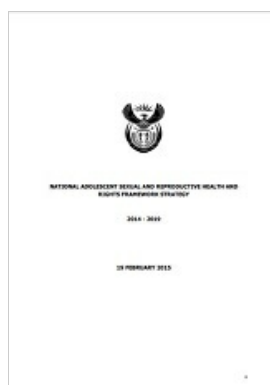 NATIONAL ADOLESCENT SEXUAL AND REPRODUCTIVE HEALTH AND
RIGHTS FRAMEWORK STRATEGY
2014 - 2019
19 FEBRUARY 2015